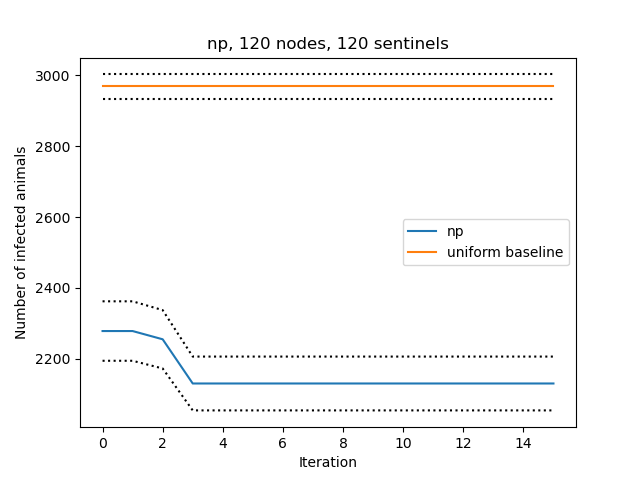 np, 120 nodes, 120 sentinels
Number of infected animals
3000
2800
2600
2400
2200
np
uniform baseline
0 2 4 6 8 10 12 14
Iteration